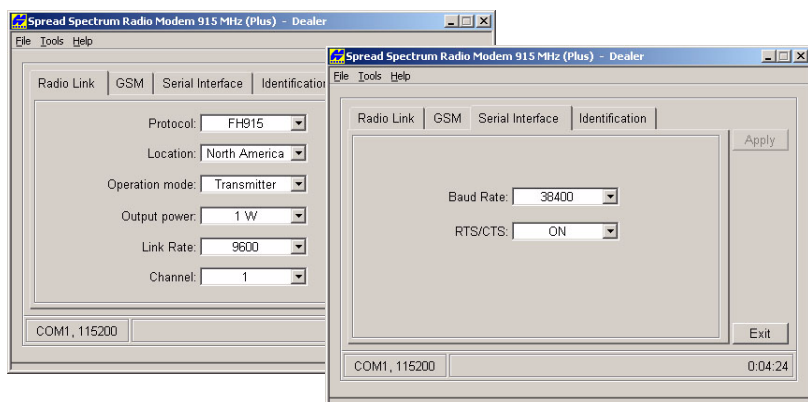 Spread Spectrum Radio Modem 915 MHz (Plus) - Dealer
File Tools Help
Radio Link GSM Serial Interface Identification
Protocol: FH915
Location: North America
Operation mode: Transmitter
Output power: 1 W
Link Rate: 9600
Channel: 1
COM1, 115200
Spread Spectrum Radio Modem 915 MHz (Plus) - Dealer
File Tools Help
Radio Link GSM Serial Interface Identification
Apply
Baud Rate: 38400
RTS/CTS: ON
Exit
COM1, 115200 0:04:24